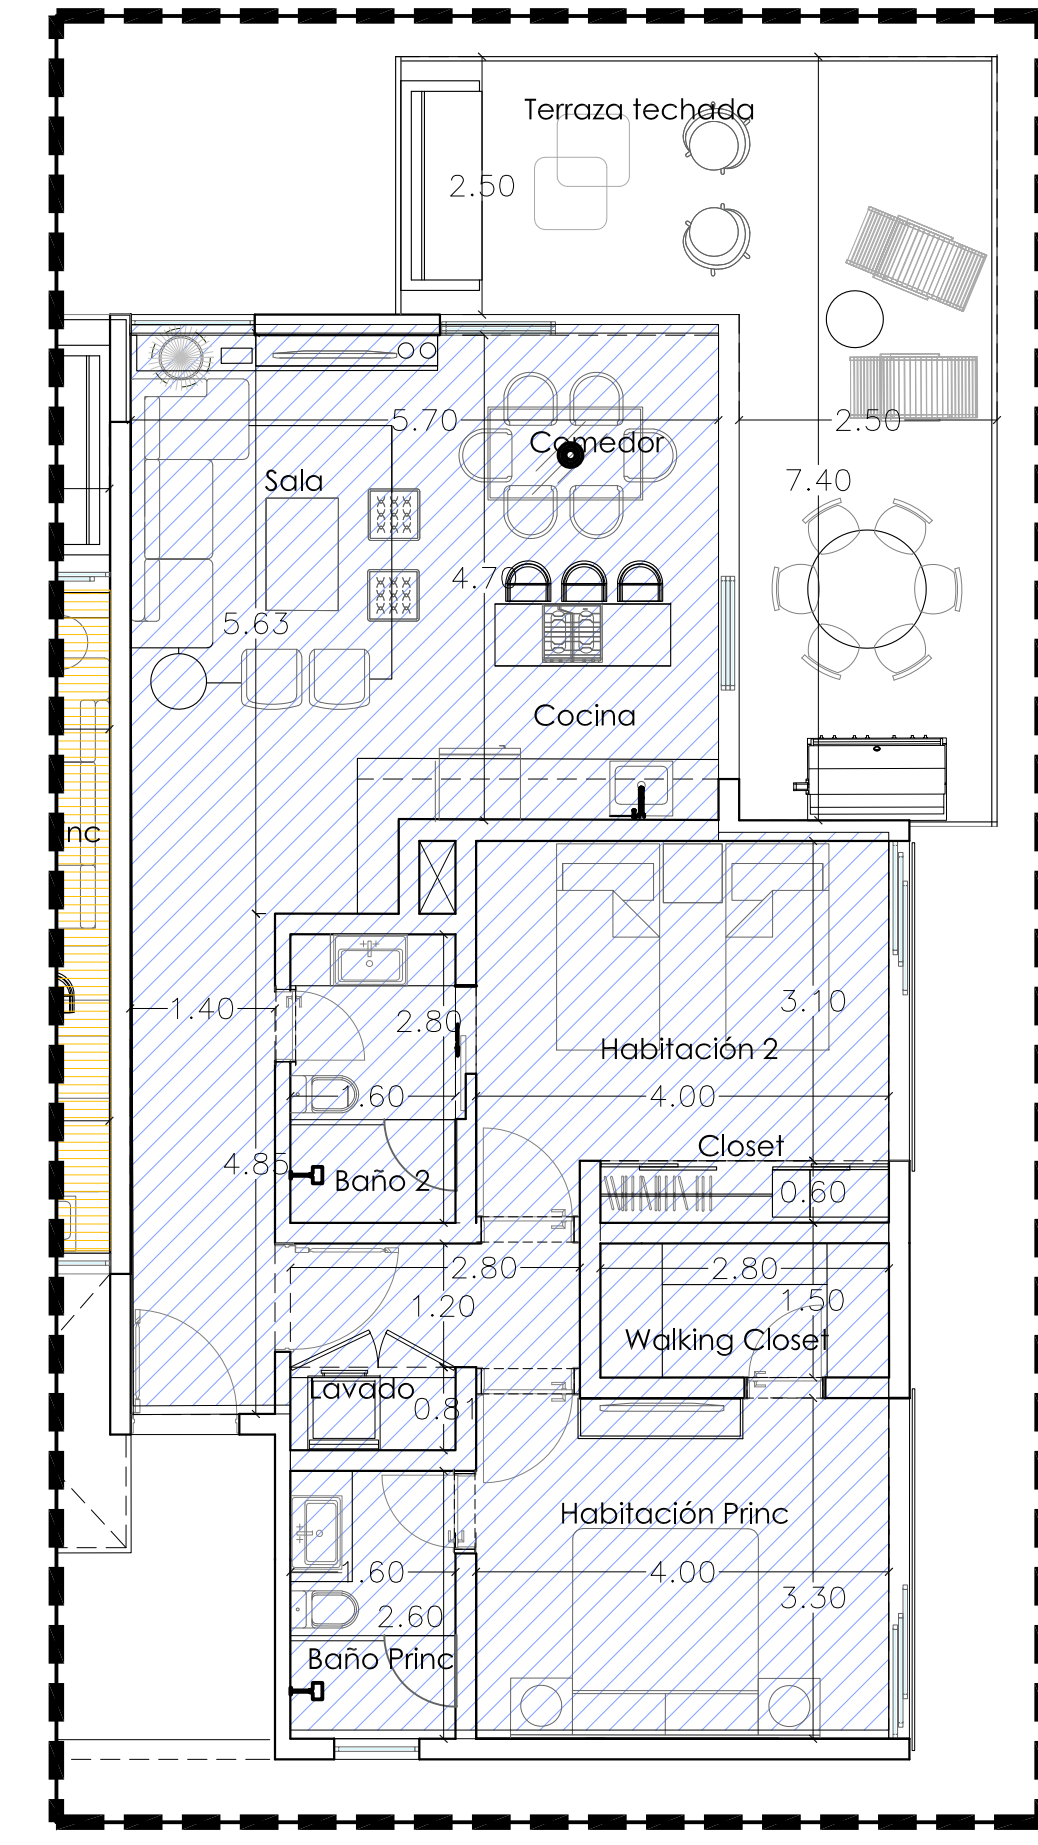 Terraza techada
2.50
5.70
2.50
Comedor
Sala
7.40
4.70
5.63
Cocina
nc
3.10
1.40
2.80
Habitación 2
1.60
4.00
Closet
4.85
Baño 2
0.60
2.80
2.80
1.20
1.50
Walking Closet
Lavado
0.81
Habitación Princ
1.60
4.00
3.30
2.60
Baño Princ